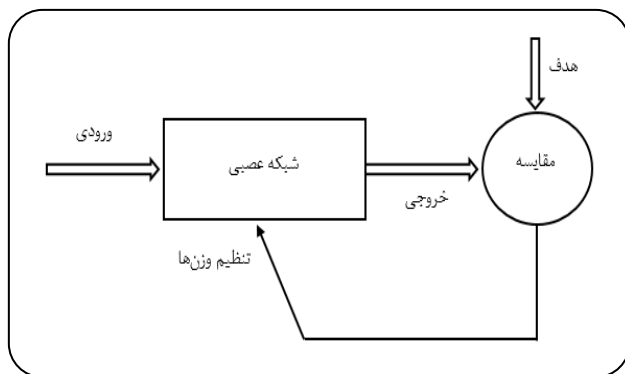 هدف
ورودی
شبکه عصبی
مقایسه
خروجی
تنظیم وزن‌ها